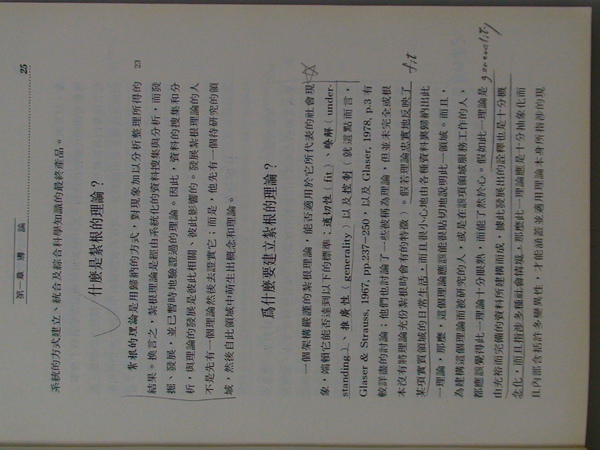 第一章 導 論 25
系統的方式建立、統合及綜合科學知識的最終產品。
什麼是紮根的理論？
紮根的理論是用歸納的方式，對現象加以分析整理所得的 23
結果。換言之，紮根理論是經由系統化的資料搜集與分析，而發
掘、發展，並已暫時地驗證過的理論。因此，資料的搜集和分
析，與理論的發展是彼此相關、彼此影響的。發展紮根理論的人
不是先有一個理論然後去證實它；而是，他先有一個待研究的領
域，然後自此領域中萌生出概念和理論。
爲什麼要建立紮根的理論？
一個架構嚴謹的紮根理論，能否適用於它所代表的社會現
象，端賴它能否達到以下的標準：適切性（fit）、瞭解（under-
standing）、推廣性（generality）以及控制（就這點而言，
Glaser & Strauss, 1967, pp.237-250，以及 Glaser, 1978, p.3 有
較詳盡的討論；他們也討論了一些被稱為理論，但並未完全或根
本沒有將理論充份紮根時會有的特徵）。假若理論忠實地反映了 fit
某項實質領域的日常生活，而且很小心地由各種資料裏歸納出此
一理論，那麼，這個理論應該能很貼切地說明此一領域。而且，
為建構這個理論而被研究的人，或是在該項領域服務工作的人，
都應該覺得此一理論十分眼熟，而能了然於心。假如此一理論是 generality
由充裕而完備的資料所建構而成，據此發展出的詮釋也是十分概
念化，而且指涉多種社會情境，那麼此一理論應是十分抽象化而
且內部含括許多變異性，才能涵蓋並適用理論本身所指涉的現